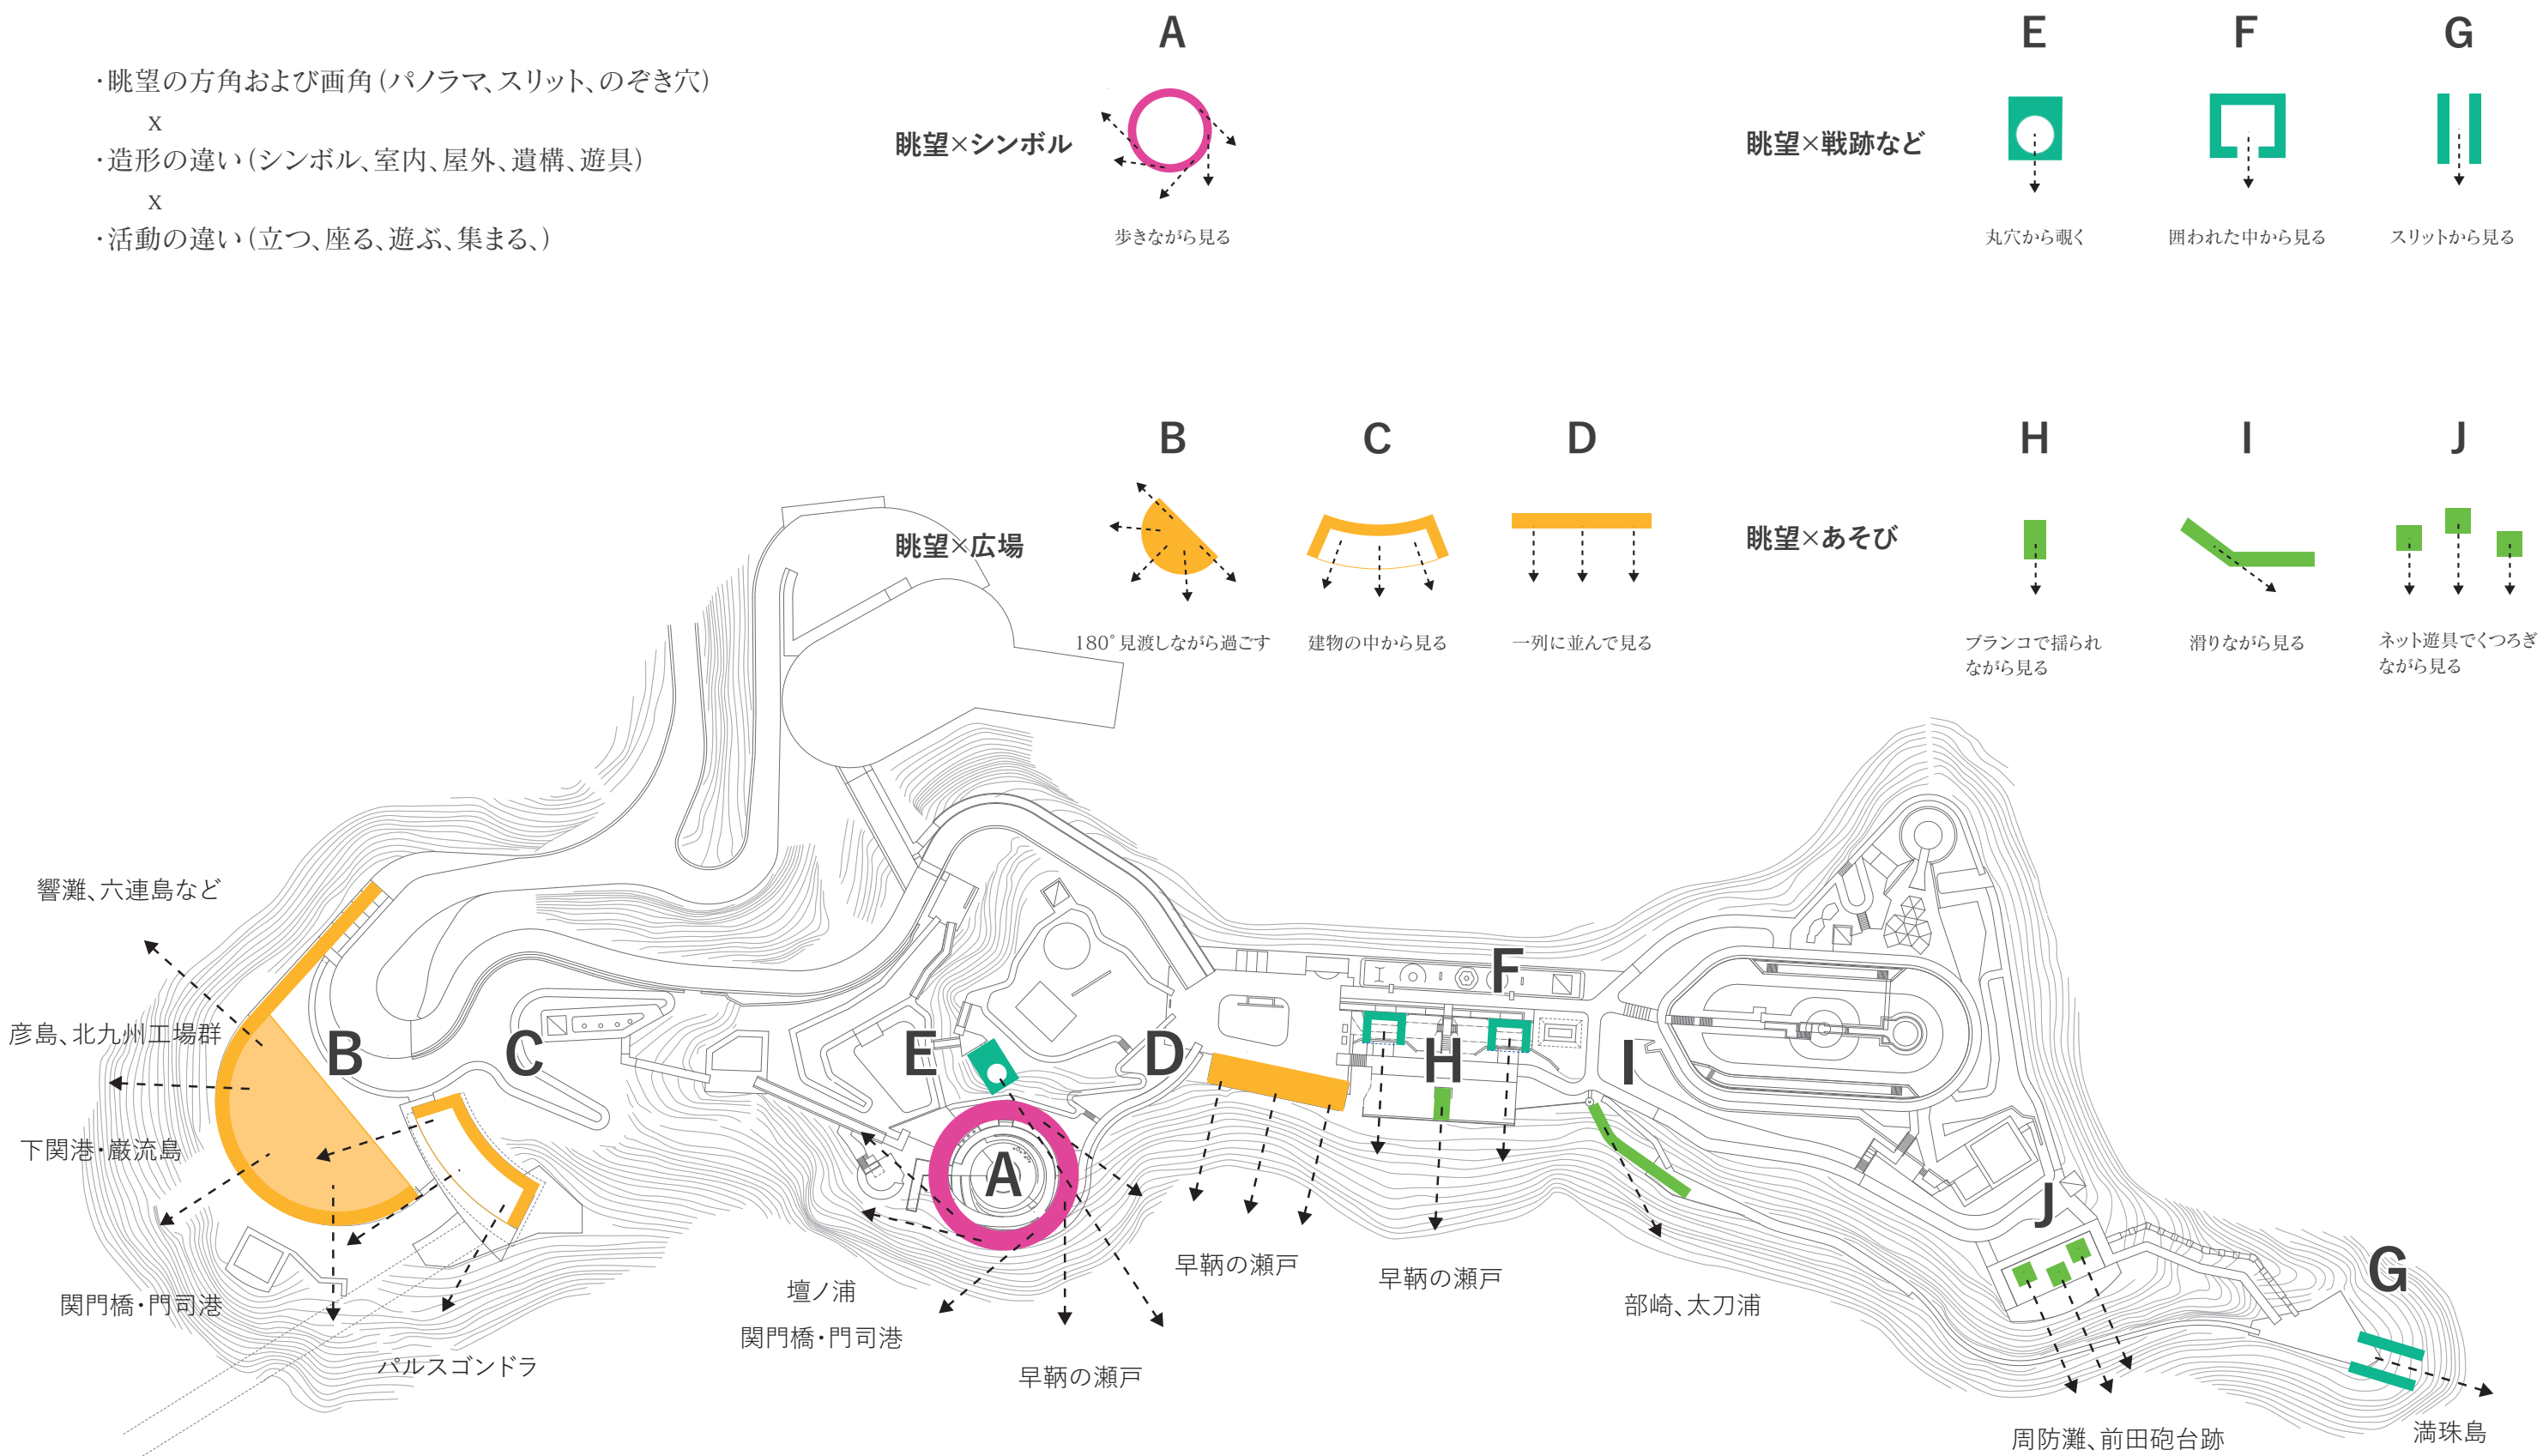 ・眺望の方角および画角（パノラマ、スリット、のぞき穴）
x
・造形の違い（シンボル、室内、屋外、遺構、遊具）
x
・活動の違い（立つ、座る、遊ぶ、集まる、）
A
眺望×シンボル
歩きながら見る
E
F
G
眺望×戦跡など
丸穴から覗く
囲われた中から見る
スリットから見る
B
C
D
眺望×広場
180°見渡しながら過ごす
建物の中から見る
一列に並んで見る
H
I
J
眺望×あそび
ブランコで揺られ
ながら見る
滑りながら見る
ネット遊具でくつろぎ
ながら見る
響灘、六連島など
彦島、北九州工場群
下関港・巌流島
関門橋・門司港
パルスゴンドラ
B
C
E
A
D
F
H
I
J
G
壇ノ浦
関門橋・門司港
早鞆の瀬戸
早鞆の瀬戸
早鞆の瀬戸
部崎、太刀浦
周防灘、前田砲台跡
満珠島